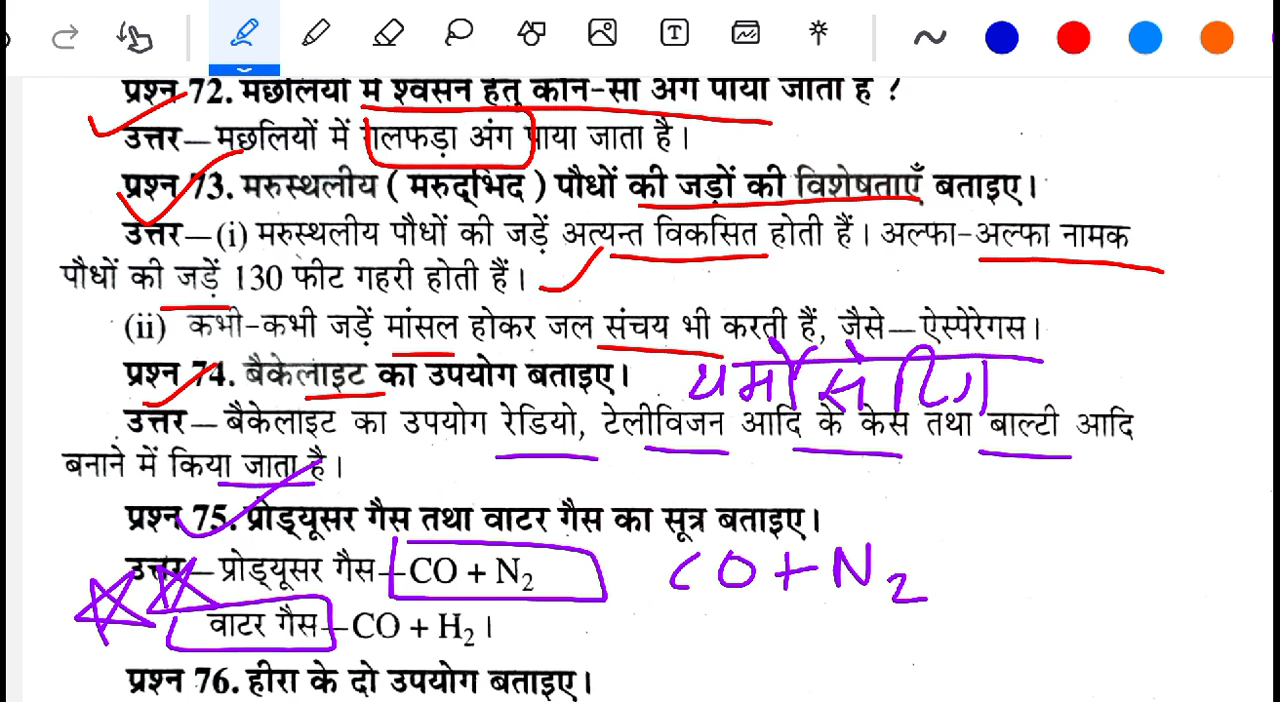 प्रश्न 72. मछलियों में श्वसन हेतु कौन-सा अंग पाया जाता है ?
उत्तर—मछलियों में गलफड़ा अंग पाया जाता है।
प्रश्न 73. मरुस्थलीय ( मरुद्भिद ) पौधों की जड़ों की विशेषताएँ बताइए।
उत्तर—(i) मरुस्थलीय पौधों की जड़ें अत्यन्त विकसित होती हैं। अल्फा-अल्फा नामक
पौधों की जड़ें 130 फीट गहरी होती हैं।
(ii) कभी-कभी जड़ें मांसल होकर जल संचय भी करती हैं, जैसे—ऐस्पेरेगस।
प्रश्न 74. बैकेलाइट का उपयोग बताइए। थर्मोसेटिंग
उत्तर—बैकेलाइट का उपयोग रेडियो, टेलीविजन आदि के केस तथा बाल्टी आदि
बनाने में किया जाता है।
प्रश्न 75. प्रोड्यूसर गैस तथा वाटर गैस का सूत्र बताइए।
उत्तर—प्रोड्यूसर गैस—CO + N₂ CO + N₂
वाटर गैस—CO + H₂ ।
प्रश्न 76. हीरा के दो उपयोग बताइए।